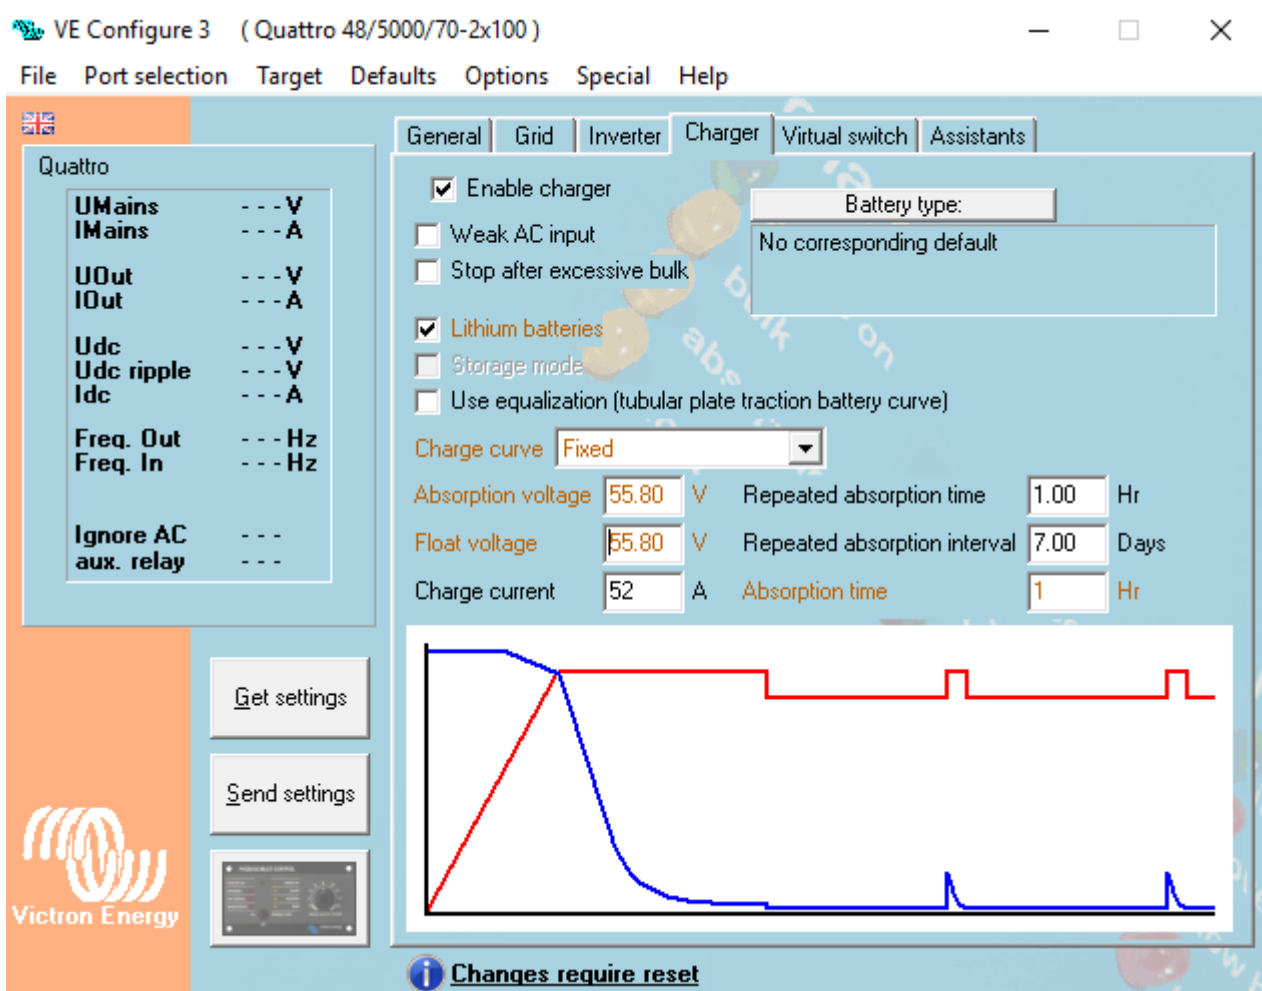 VE Configure 3 ( Quattro 48/5000/70-2x100 )
File Port selection Target Defaults Options Special Help
General Grid Inverter Charger Virtual switch Assistants
Quattro
UMains - - - V
IMains - - - A
UOut - - - V
IOut - - - A
Udc - - - V
Udc ripple - - - V
Idc - - - A
Freq. Out - - - Hz
Freq. In - - - Hz
Ignore AC - - -
aux. relay - - -
Get settings
Send settings
Victron Energy
Enable charger
Weak AC input
Stop after excessive bulk
Battery type:
No corresponding default
Lithium batteries
Storage mode
Use equalization (tubular plate traction battery curve)
Charge curve Fixed
Absorption voltage 55.80 V Repeated absorption time 1.00 Hr
Float voltage 55.80 V Repeated absorption interval 7.00 Days
Charge current 52 A Absorption time 1 Hr
bulk
abs
on
Changes require reset